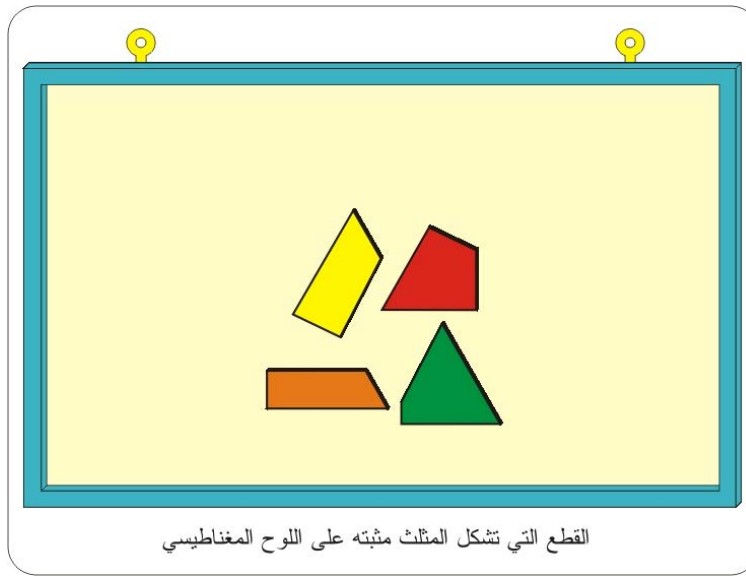 القطع التي تشكل المثلث مثبته على اللوح المغناطيسي